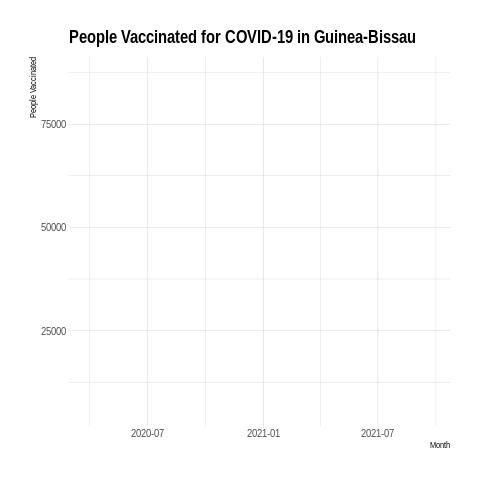 People Vaccinated for COVID-19 in Guinea-Bissau
People Vaccinated
75000
50000
25000
2020-07 2021-01 2021-07
Month